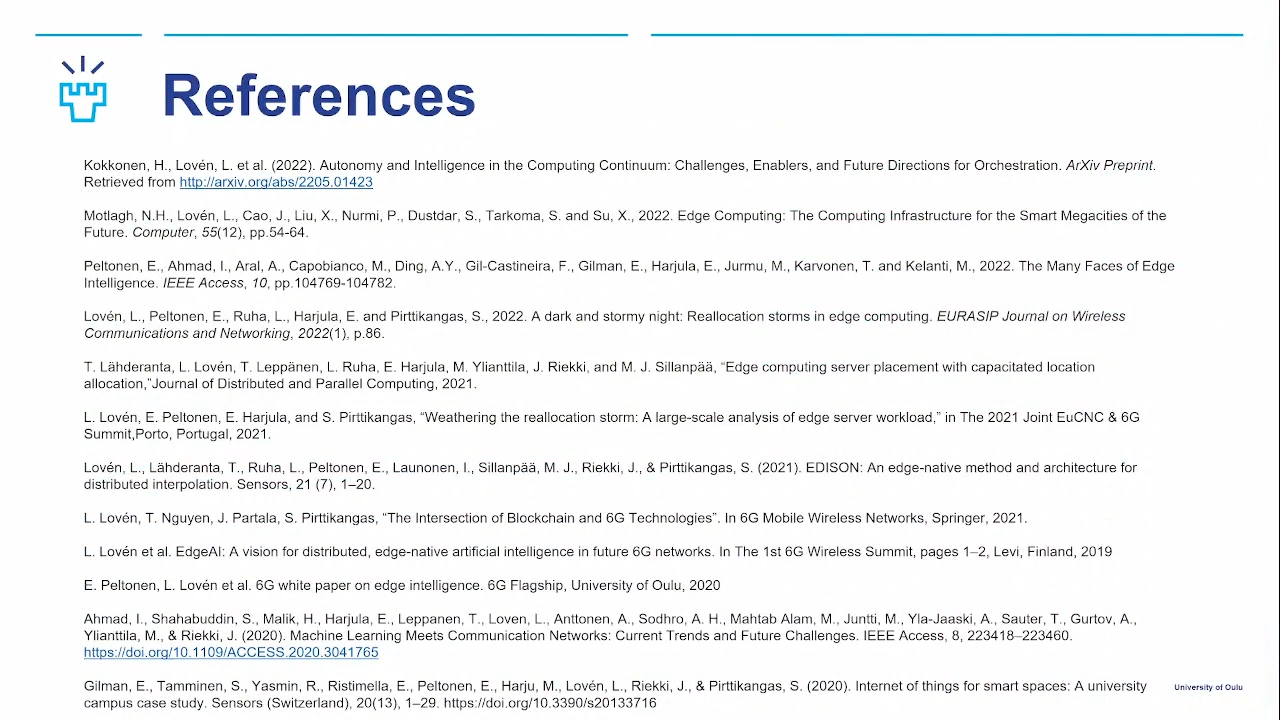 References
Kokkonen, H., Lovén, L. et al. (2022). Autonomy and Intelligence in the Computing Continuum: Challenges, Enablers, and Future Directions for Orchestration. ArXiv Preprint.
Retrieved from http://arxiv.org/abs/2205.01423
Motlagh, N.H., Lovén, L., Cao, J., Liu, X., Nurmi, P., Dustdar, S., Tarkoma, S. and Su, X., 2022. Edge Computing: The Computing Infrastructure for the Smart Megacities of the
Future. Computer, 55(12), pp.54-64.
Peltonen, E., Ahmad, I., Aral, A., Capobianco, M., Ding, A.Y., Gil-Castineira, F., Gilman, E., Harjula, E., Jurmu, M., Karvonen, T. and Kelanti, M., 2022. The Many Faces of Edge
Intelligence. IEEE Access, 10, pp.104769-104782.
Lovén, L., Peltonen, E., Ruha, L., Harjula, E. and Pirttikangas, S., 2022. A dark and stormy night: Reallocation storms in edge computing. EURASIP Journal on Wireless
Communications and Networking, 2022(1), p.86.
T. Lähderanta, L. Lovén, T. Leppänen, L. Ruha, E. Harjula, M. Ylianttila, J. Riekki, and M. J. Sillanpää, “Edge computing server placement with capacitated location
allocation,”Journal of Distributed and Parallel Computing, 2021.
L. Lovén, E. Peltonen, E. Harjula, and S. Pirttikangas, “Weathering the reallocation storm: A large-scale analysis of edge server workload,” in The 2021 Joint EuCNC & 6G
Summit,Porto, Portugal, 2021.
Lovén, L., Lähderanta, T., Ruha, L., Peltonen, E., Launonen, I., Sillanpää, M. J., Riekki, J., & Pirttikangas, S. (2021). EDISON: An edge-native method and architecture for
distributed interpolation. Sensors, 21 (7), 1–20.
L. Lovén, T. Nguyen, J. Partala, S. Pirttikangas, “The Intersection of Blockchain and 6G Technologies”. In 6G Mobile Wireless Networks, Springer, 2021.
L. Lovén et al. EdgeAI: A vision for distributed, edge-native artificial intelligence in future 6G networks. In The 1st 6G Wireless Summit, pages 1–2, Levi, Finland, 2019
E. Peltonen, L. Lovén et al. 6G white paper on edge intelligence. 6G Flagship, University of Oulu, 2020
Ahmad, I., Shahabuddin, S., Malik, H., Harjula, E., Leppanen, T., Loven, L., Anttonen, A., Sodhro, A. H., Mahtab Alam, M., Juntti, M., Yla-Jaaski, A., Sauter, T., Gurtov, A.,
Ylianttila, M., & Riekki, J. (2020). Machine Learning Meets Communication Networks: Current Trends and Future Challenges. IEEE Access, 8, 223418–223460.
https://doi.org/10.1109/ACCESS.2020.3041765
Gilman, E., Tamminen, S., Yasmin, R., Ristimella, E., Peltonen, E., Harju, M., Lovén, L., Riekki, J., & Pirttikangas, S. (2020). Internet of things for smart spaces: A university
campus case study. Sensors (Switzerland), 20(13), 1–29. https://doi.org/10.3390/s20133716
University of Oulu